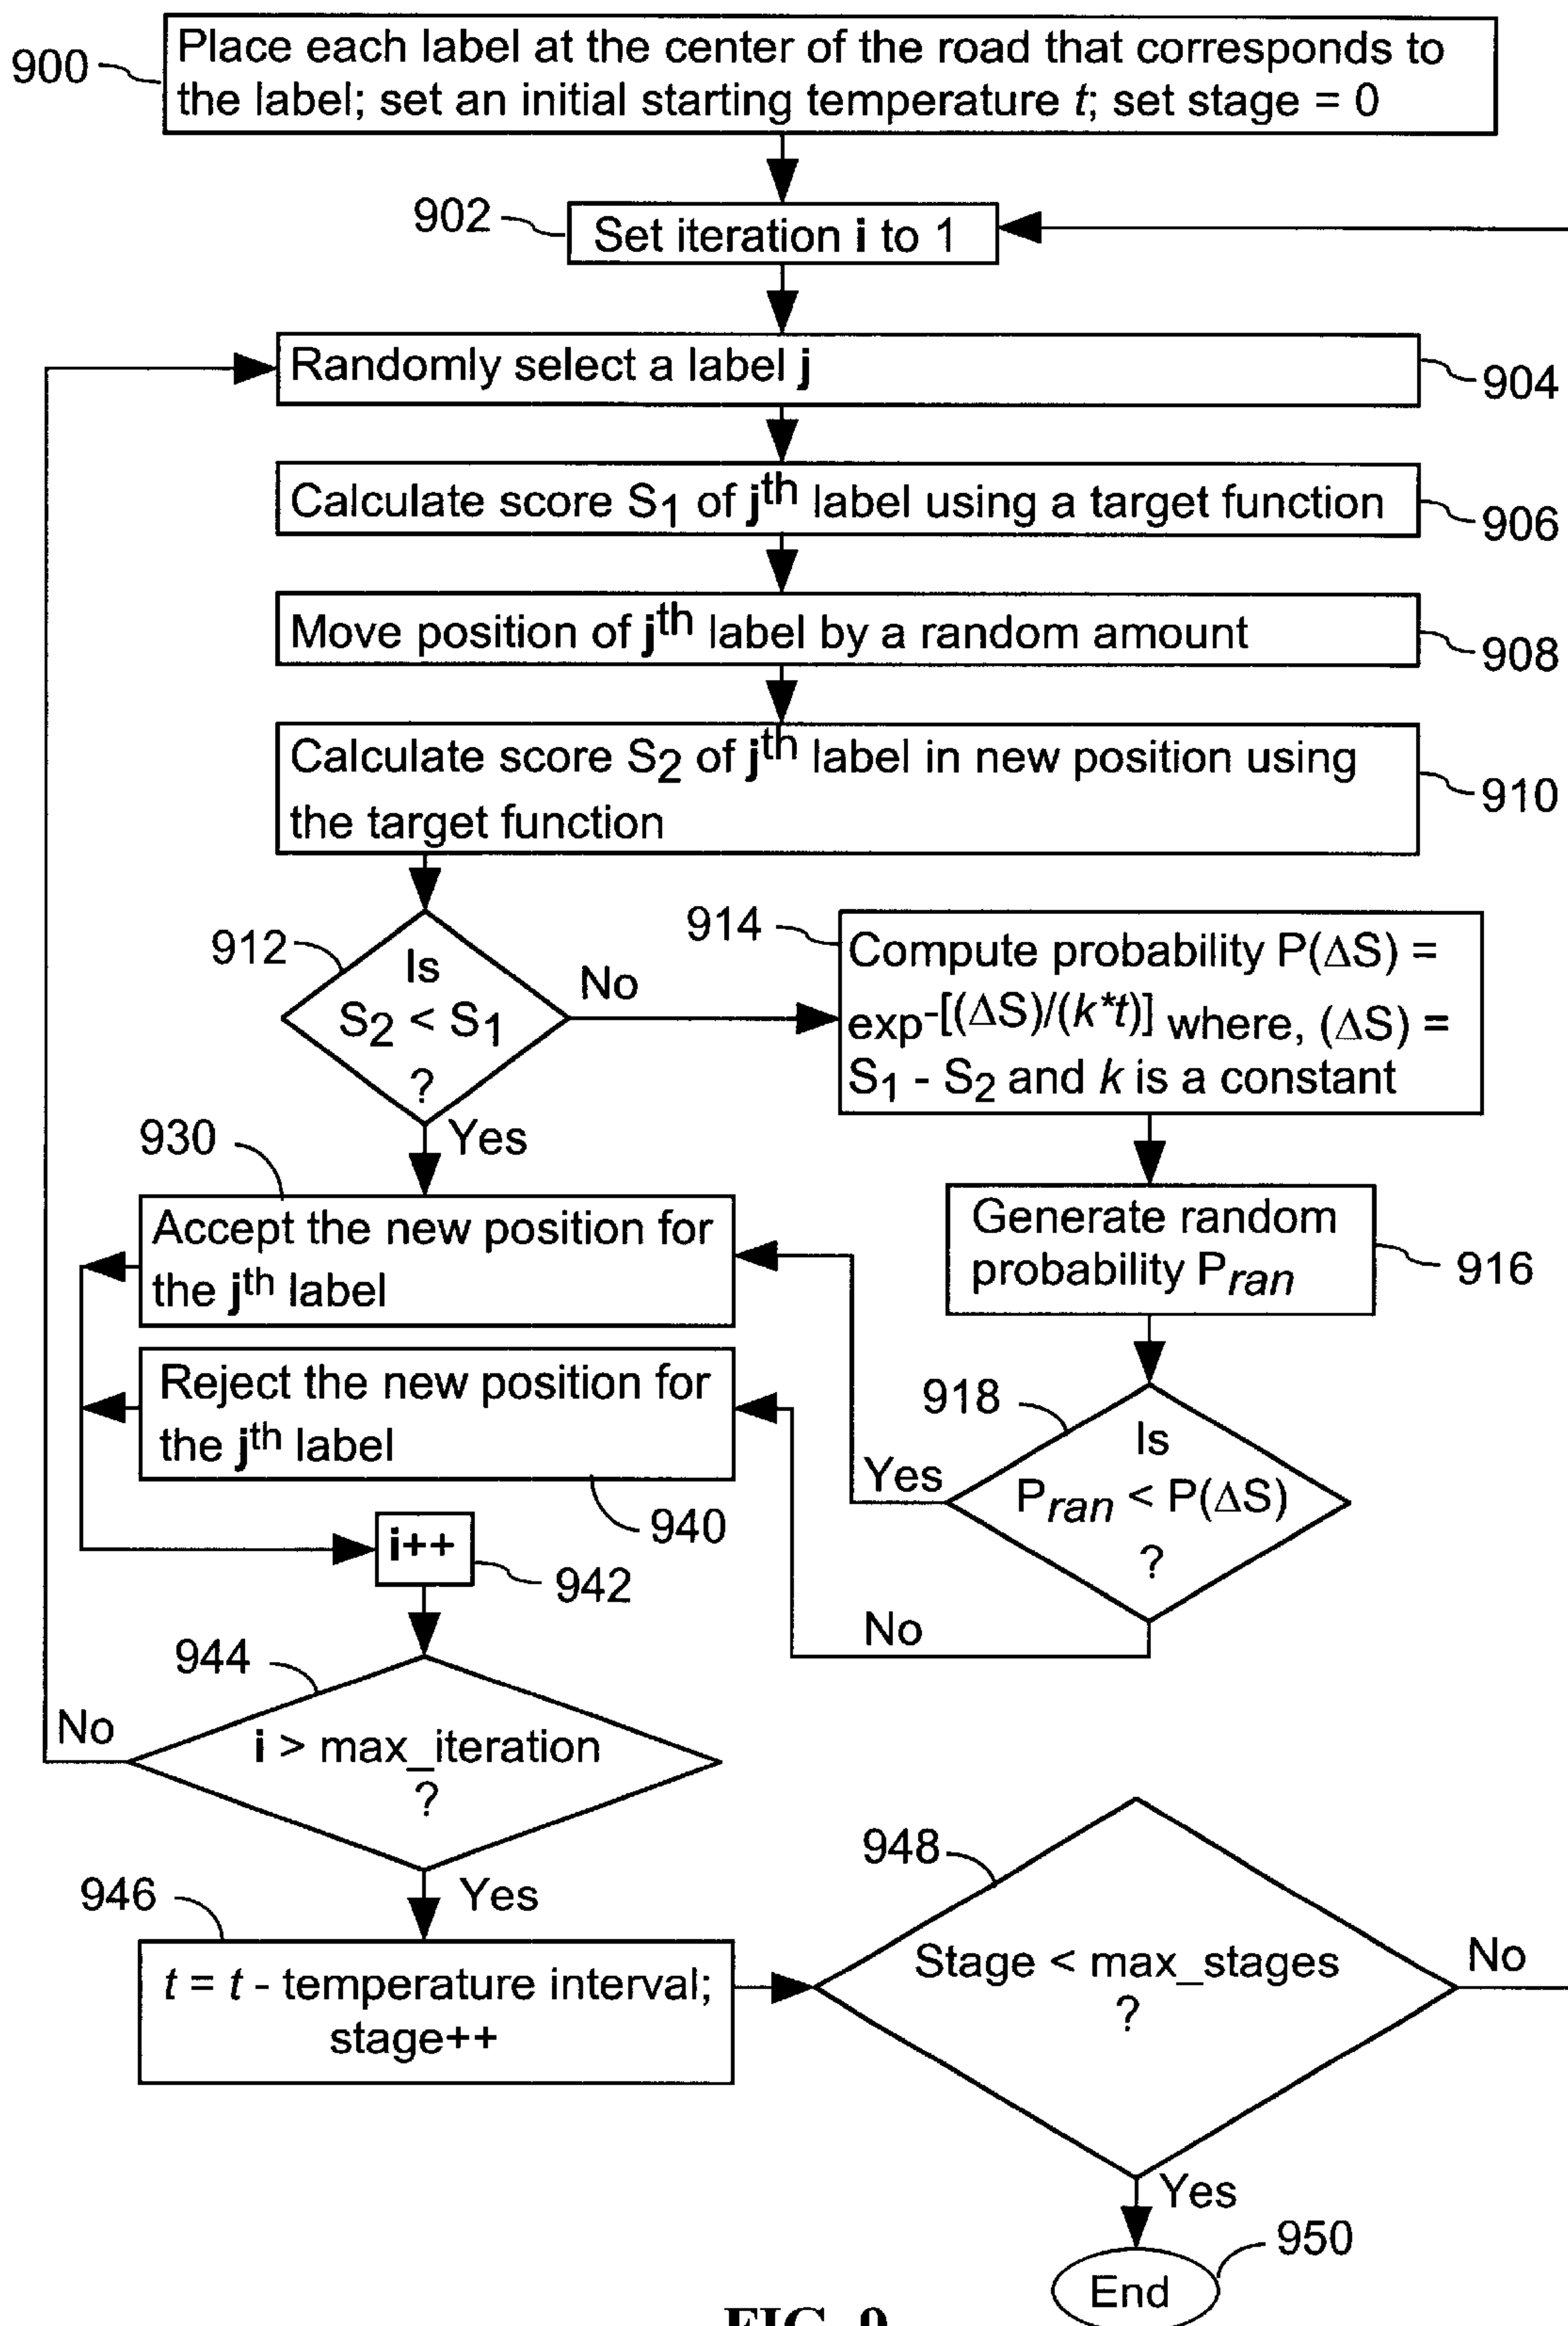 900
Place each label at the center of the road that corresponds to
the label; set an initial starting temperature t; set stage = 0
902
Set iteration i to 1
Randomly select a label j
904
Calculate score S1 of jth label using a target function
906
Move position of jth label by a random amount
908
Calculate score S2 of jth label in new position using
the target function
910
912
Is
S2 < S1
?
No
Yes
914
Compute probability P(ΔS) =
exp-[(ΔS)/(k*t)] where, (ΔS) =
S1 - S2 and k is a constant
930
Accept the new position for
the jth label
Generate random
probability Pran
916
Reject the new position for
the jth label
940
918
Is
Pran < P(ΔS)
?
Yes
No
i++
942
944
i > max_iteration
?
No
Yes
946
t = t - temperature interval;
stage++
948
Stage < max_stages
?
No
Yes
950
End
FIG. 9